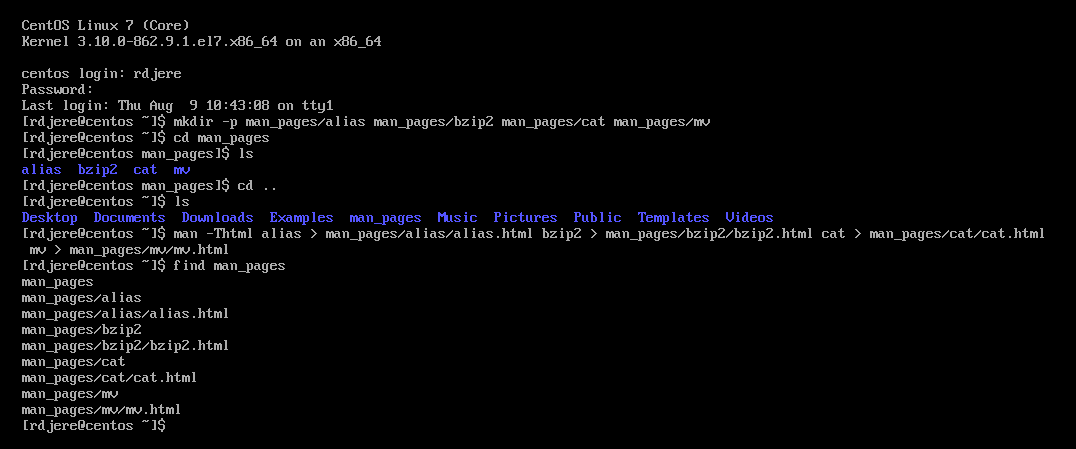 CentOS Linux 7 (Core)
Kernel 3.10.0-862.9.1.el7.x86_64 on an x86_64
centos login: rdjere
Password:
Last login: Thu Aug  9 10:43:08 on tty1
[rdjere@centos ~]$ mkdir -p man_pages/alias man_pages/bzip2 man_pages/cat man_pages/mv
[rdjere@centos ~]$ cd man_pages
[rdjere@centos man_pages]$ ls
alias  bzip2  cat  mv
[rdjere@centos man_pages]$ cd ..
[rdjere@centos ~]$ ls
Desktop  Documents  Downloads  Examples  man_pages  Music  Pictures  Public  Templates  Videos
[rdjere@centos ~]$ man -Thtml alias > man_pages/alias/alias.html bzip2 > man_pages/bzip2/bzip2.html cat > man_pages/cat/cat.html
 mv > man_pages/mv/mv.html
[rdjere@centos ~]$ find man_pages
man_pages
man_pages/alias
man_pages/alias/alias.html
man_pages/bzip2
man_pages/bzip2/bzip2.html
man_pages/cat
man_pages/cat/cat.html
man_pages/mv
man_pages/mv/mv.html
[rdjere@centos ~]$